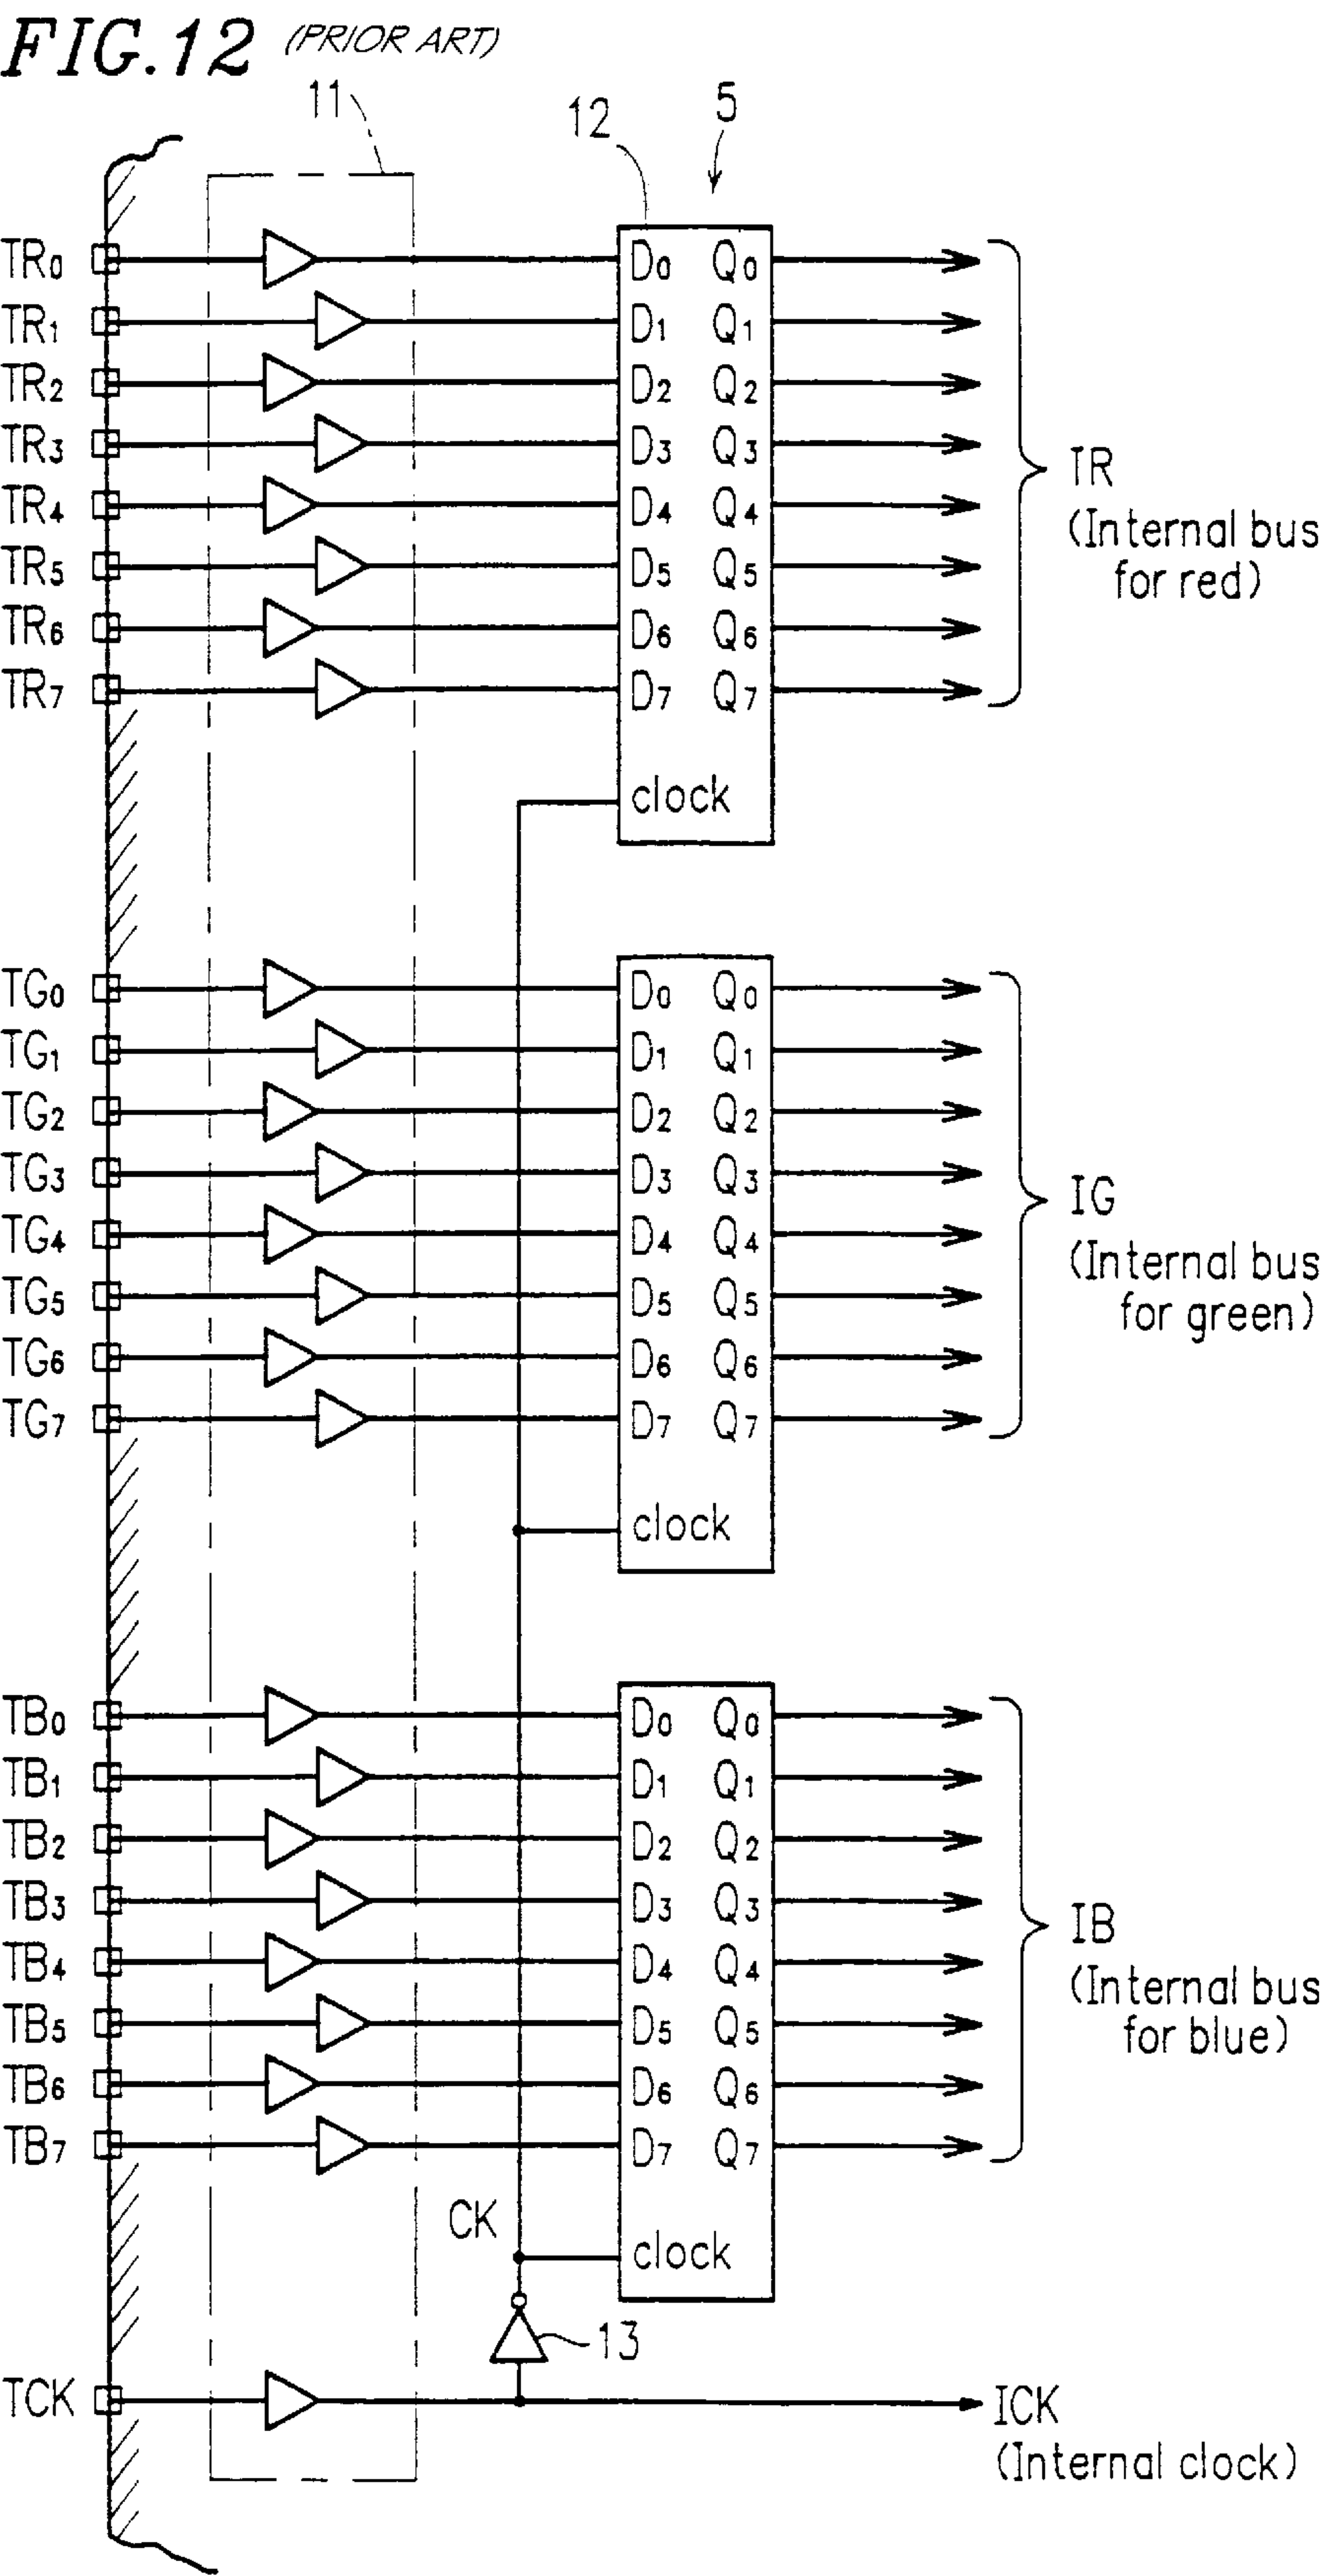 FIG.12 (PRIOR ART)
11
12
5
TR0 D0 Q0
TR1 D1 Q1
TR2 D2 Q2
TR3 D3 Q3
TR4 D4 Q4
TR5 D5 Q5
TR6 D6 Q6
TR7 D7 Q7
IR
(Internal bus
for red)
clock
TG0 D0 Q0
TG1 D1 Q1
TG2 D2 Q2
TG3 D3 Q3
TG4 D4 Q4
TG5 D5 Q5
TG6 D6 Q6
TG7 D7 Q7
IG
(Internal bus
for green)
clock
TB0 D0 Q0
TB1 D1 Q1
TB2 D2 Q2
TB3 D3 Q3
TB4 D4 Q4
TB5 D5 Q5
TB6 D6 Q6
TB7 D7 Q7
IB
(Internal bus
for blue)
CK
clock
13
TCK
ICK
(Internal clock)